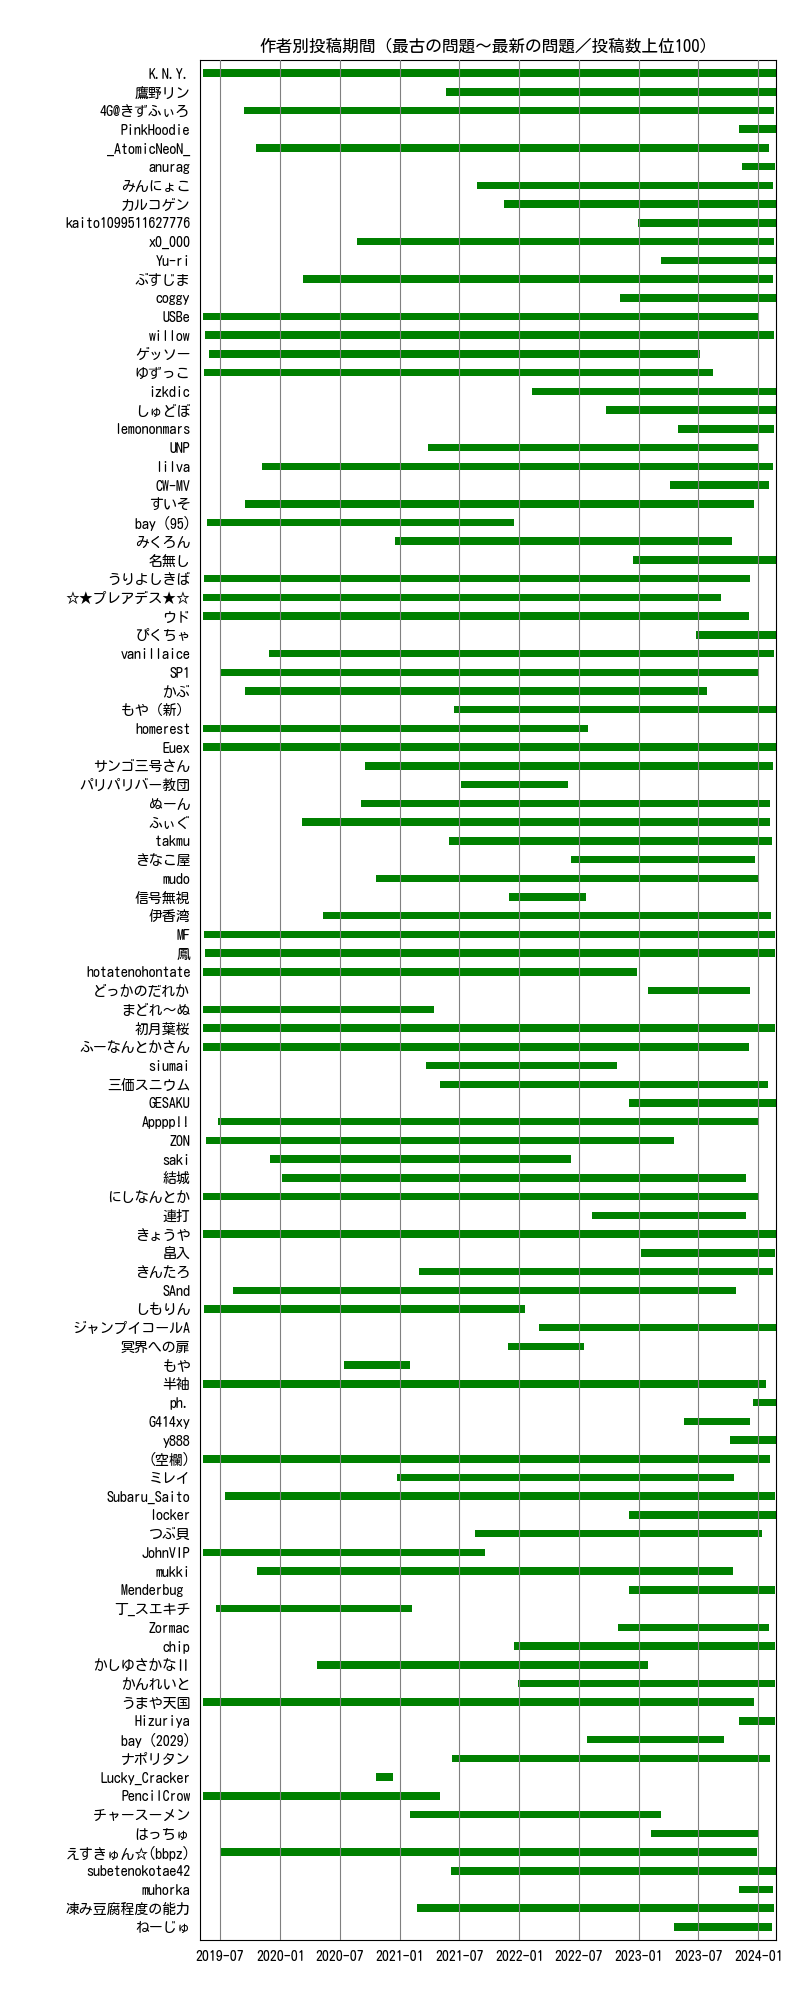 作者別投稿期間（最古の問題～最新の問題／投稿数上位100）
K.N.Y.
鷹野リン
4G@きずふぃろ
PinkHoodie
_AtomicNeoN_
anurag
みんにょこ
カルコゲン
kaito1099511627776
x0_000
Yu-ri
ぶすじま
coggy
USBe
willow
ゲッソー
ゆずっこ
izkdic
しゅどぼ
lemononmars
UNP
lilva
CW-MV
すいそ
bay (95)
みくろん
名無し
うりよしきば
☆★プレアデス★☆
ウド
ぴくちゃ
vanillaice
SP1
かぶ
もや（新）
homerest
Euex
サンゴ三号さん
パリパリバー教団
ぬーん
ふぃぐ
takmu
きなこ屋
mudo
信号無視
伊香湾
MF
鳳
hotatenohontate
どっかのだれか
まどれ～ぬ
初月葉桜
ふーなんとかさん
siumai
三価スニウム
GESAKU
Appppll
ZON
saki
結城
にしなんとか
連打
きょうや
畠入
きんたろ
SAnd
しもりん
ジャンプイコールA
冥界への扉
もや
半袖
ph.
G414xy
y888
(空欄)
ミレイ
Subaru_Saito
locker
つぶ貝
JohnVIP
mukki
Menderbug
丁_スエキチ
Zormac
chip
かしゆさかなII
かんれいと
うまや天国
Hizuriya
bay (2029)
ナポリタン
Lucky_Cracker
PencilCrow
チャースーメン
はっちゅ
えすきゅん☆(bbpz)
subetenokotae42
muhorka
凍み豆腐程度の能力
ねーじゅ
2019-07 2020-01 2020-07 2021-01 2021-07 2022-01 2022-07 2023-01 2023-07 2024-01